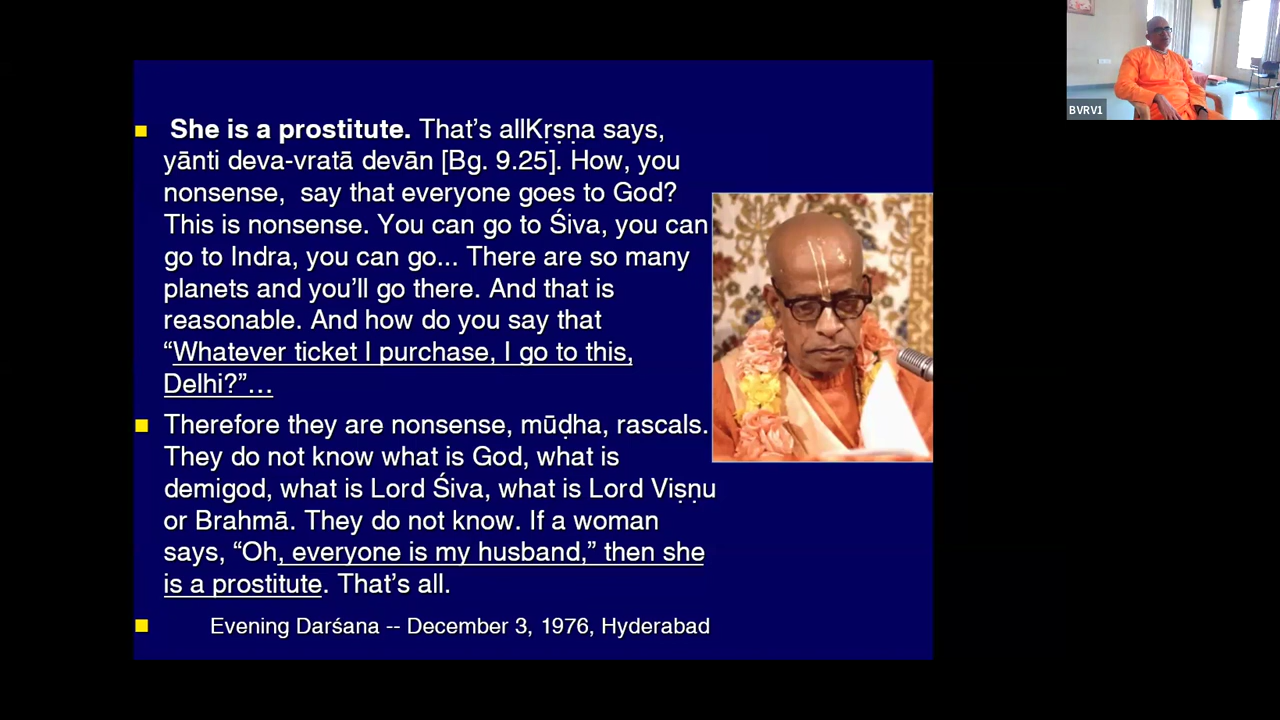 She is a prostitute. That's allKṛṣṇa says,
yānti deva-vratā devān [Bg. 9.25]. How, you
nonsense,  say that everyone goes to God?
This is nonsense. You can go to Śiva, you can
go to Indra, you can go... There are so many
planets and you'll go there. And that is
reasonable. And how do you say that
“Whatever ticket I purchase, I go to this,
Delhi?”…
Therefore they are nonsense, mūḍha, rascals.
They do not know what is God, what is
demigod, what is Lord Śiva, what is Lord Viṣṇu
or Brahmā. They do not know. If a woman
says, “Oh, everyone is my husband,” then she
is a prostitute. That's all.
Evening Darśana -- December 3, 1976, Hyderabad
BVRV1